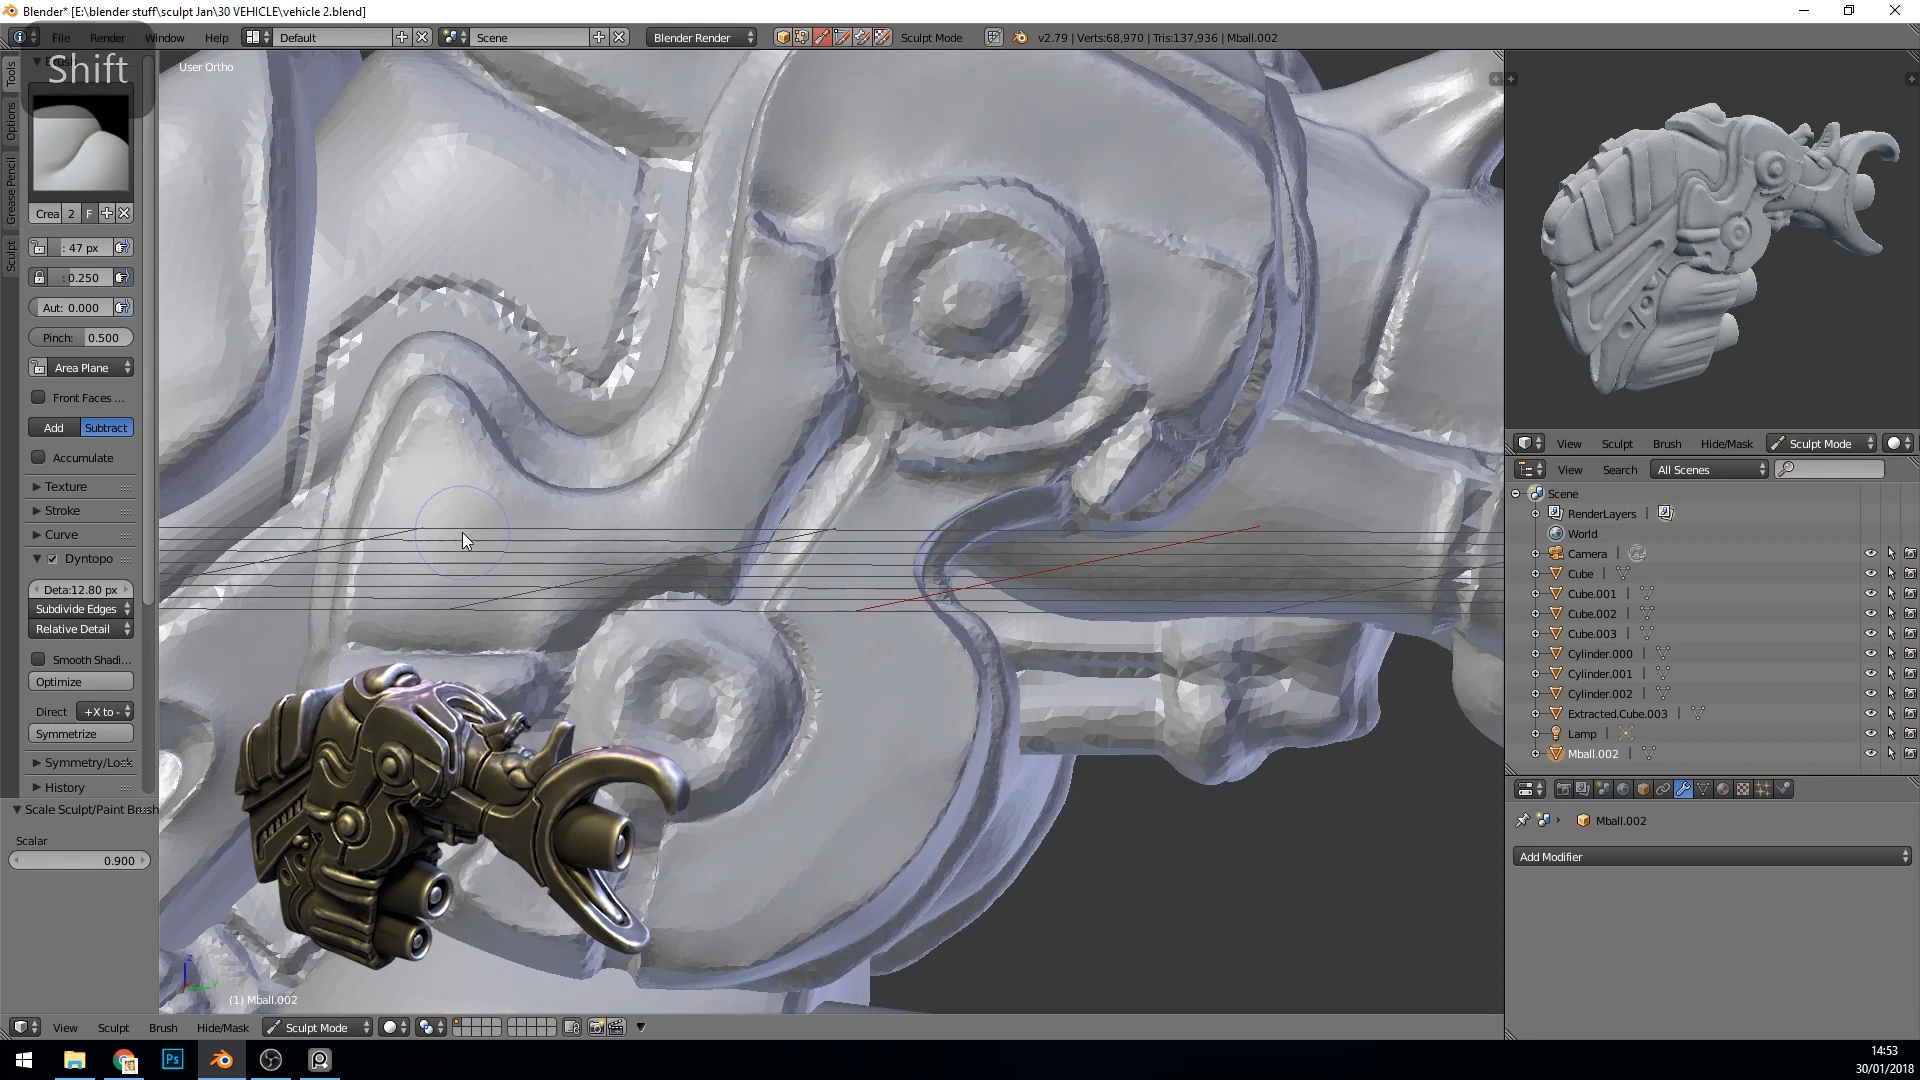 Blender* [E:\blender stuff\sculpt Jan\30 VEHICLE\vehicle 2.blend]
File Render Window Help Default Scene Blender Render Sculpt Mode v2.79 | Verts:68,970 | Tris:137,936 | Mball.002
Shift
User Ortho
Tools
Options
Grease Pencil
Sculpt
Crea 2 F
: 47 px
: 0.250
Aut: 0.000
Pinch: 0.500
Area Plane
Front Faces ...
Add Subtract
Accumulate
Texture
Stroke
Curve
Dyntopo
Deta:12.80 px
Subdivide Edges
Relative Detail
Smooth Shadi...
Optimize
Direct +X to -
Symmetrize
Symmetry/Lock
History
Scale Sculpt/Paint Brush
Scalar
0.900
z
y
(1) Mball.002
View Sculpt Brush Hide/Mask Sculpt Mode
View Sculpt Brush Hide/Mask Sculpt Mode
View Search All Scenes
Scene
RenderLayers
World
Camera
Cube
Cube.001
Cube.002
Cube.003
Cylinder.000
Cylinder.001
Cylinder.002
Extracted.Cube.003
Lamp
Mball.002
Mball.002
Add Modifier
Ps
14:53
30/01/2018